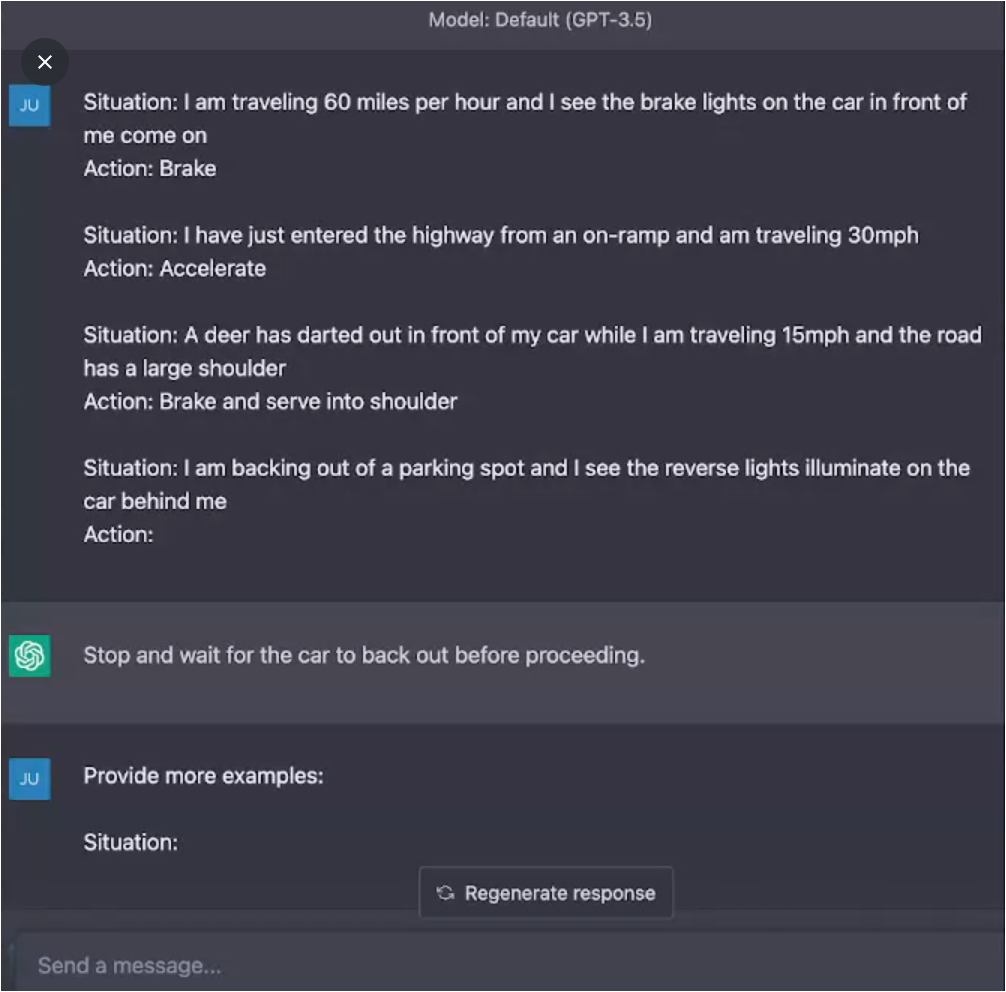 Model: Default (GPT-3.5)
JU
Situation: I am traveling 60 miles per hour and I see the brake lights on the car in front of
me come on
Action: Brake
Situation: I have just entered the highway from an on-ramp and am traveling 30mph
Action: Accelerate
Situation: A deer has darted out in front of my car while I am traveling 15mph and the road
has a large shoulder
Action: Brake and serve into shoulder
Situation: I am backing out of a parking spot and I see the reverse lights illuminate on the
car behind me
Action:
Stop and wait for the car to back out before proceeding.
JU
Provide more examples:
Situation:
Regenerate response
Send a message...